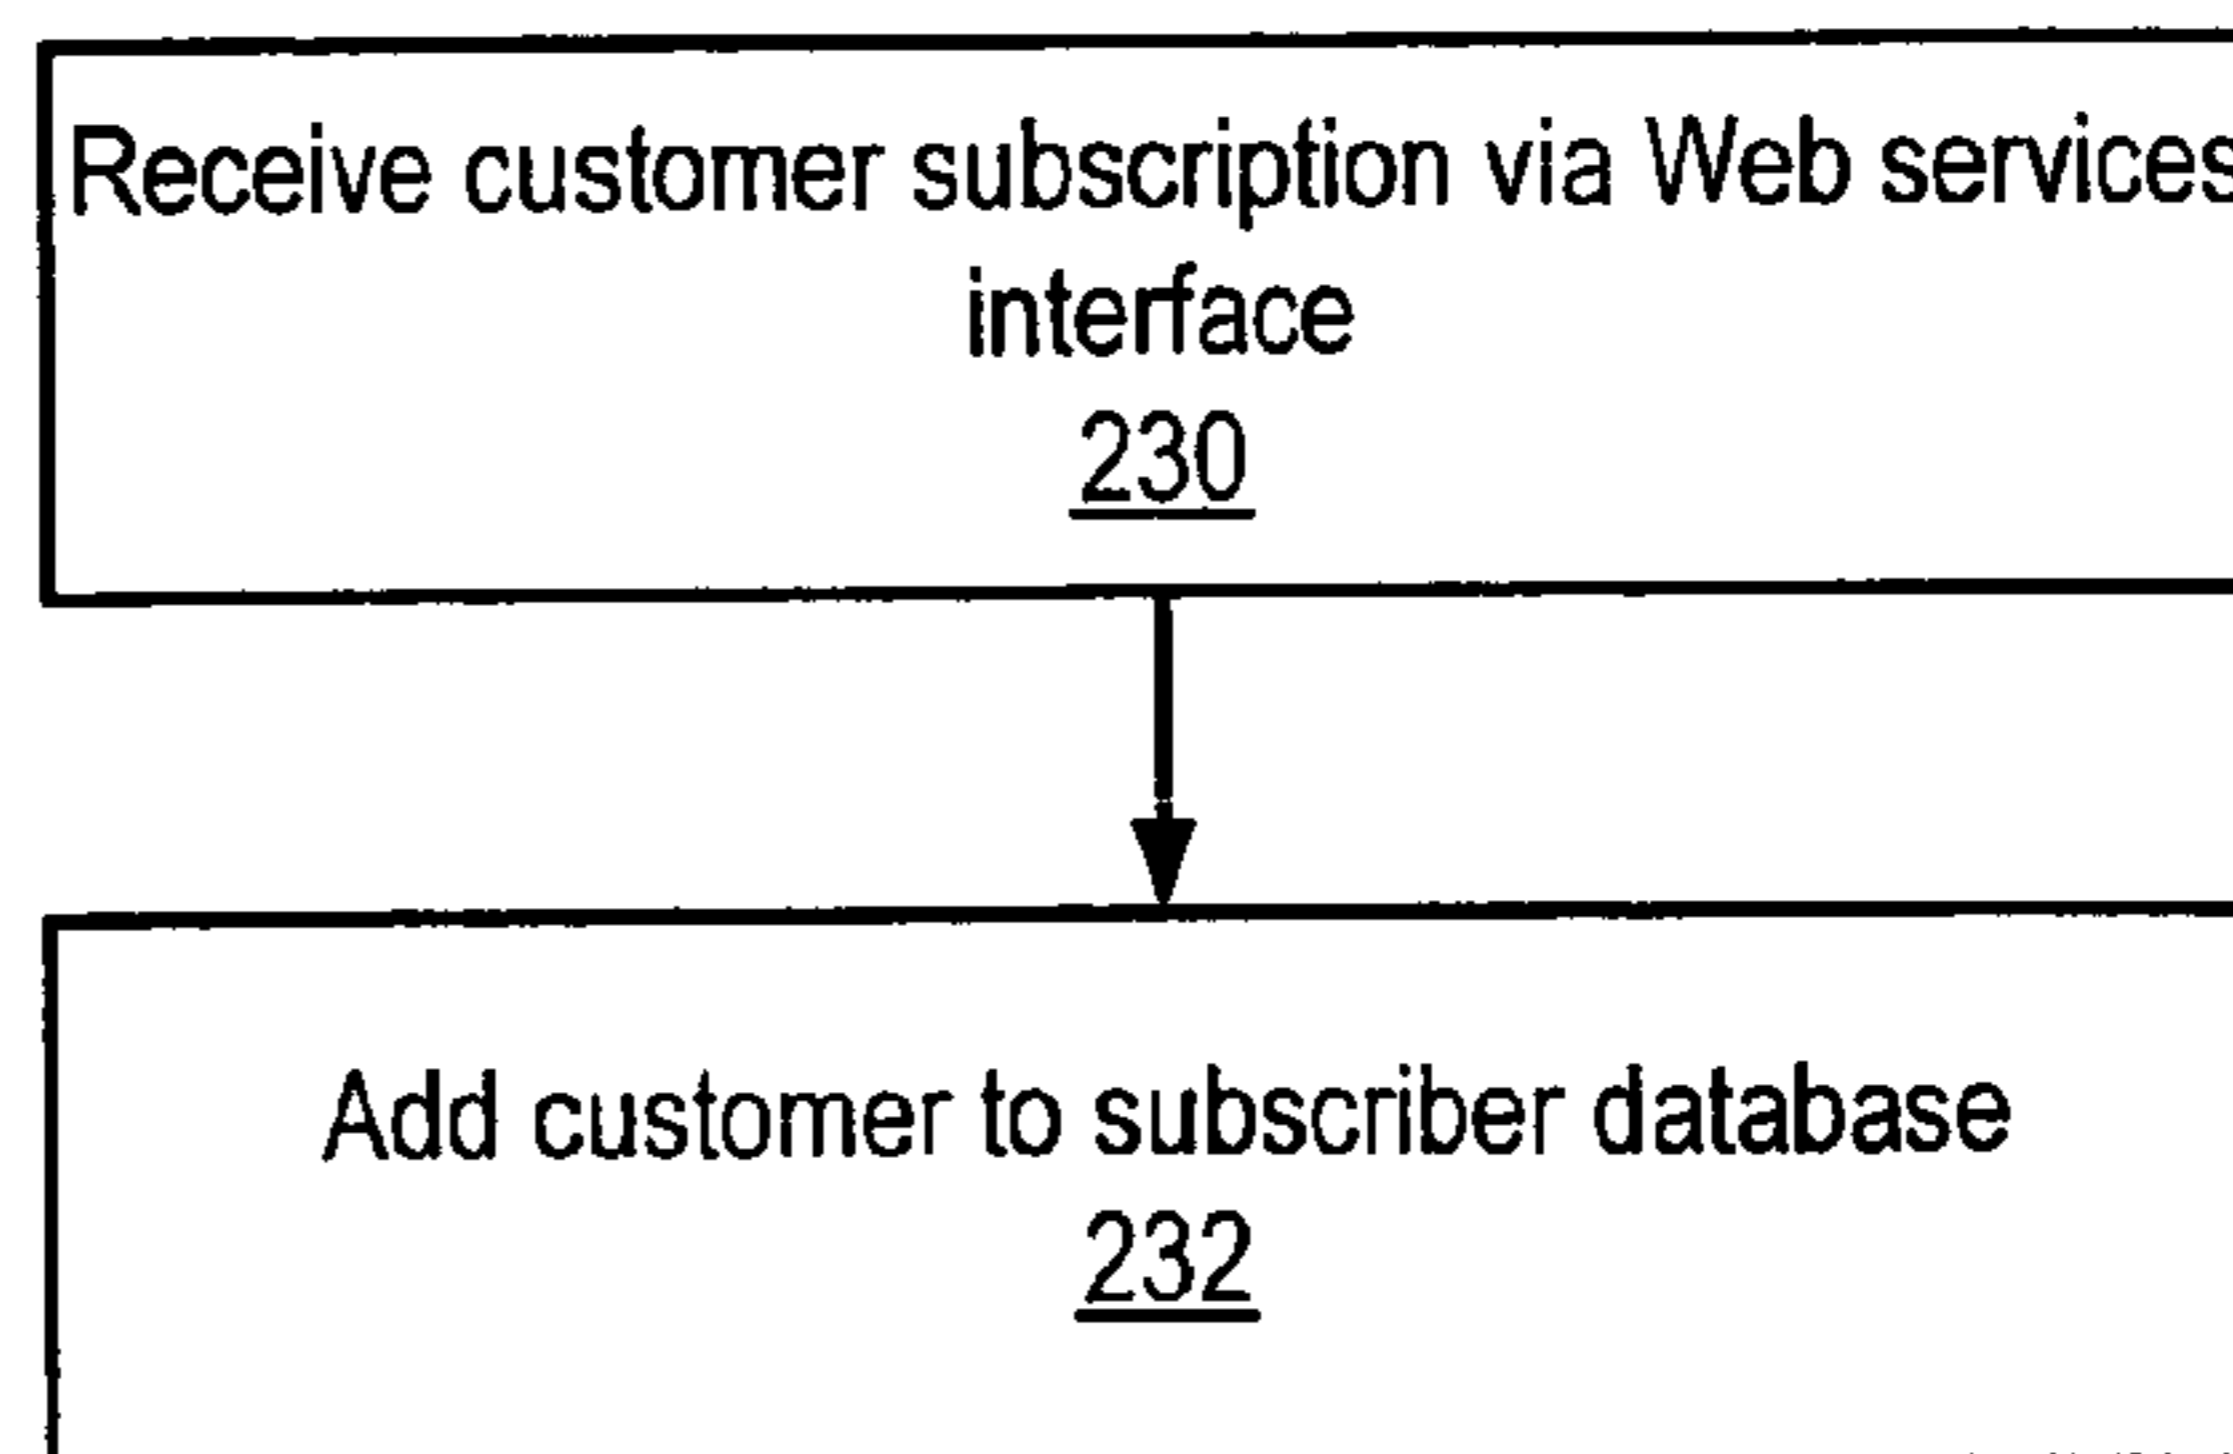 Receive customer subscription via Web services
interface
230
Add customer to subscriber database
232